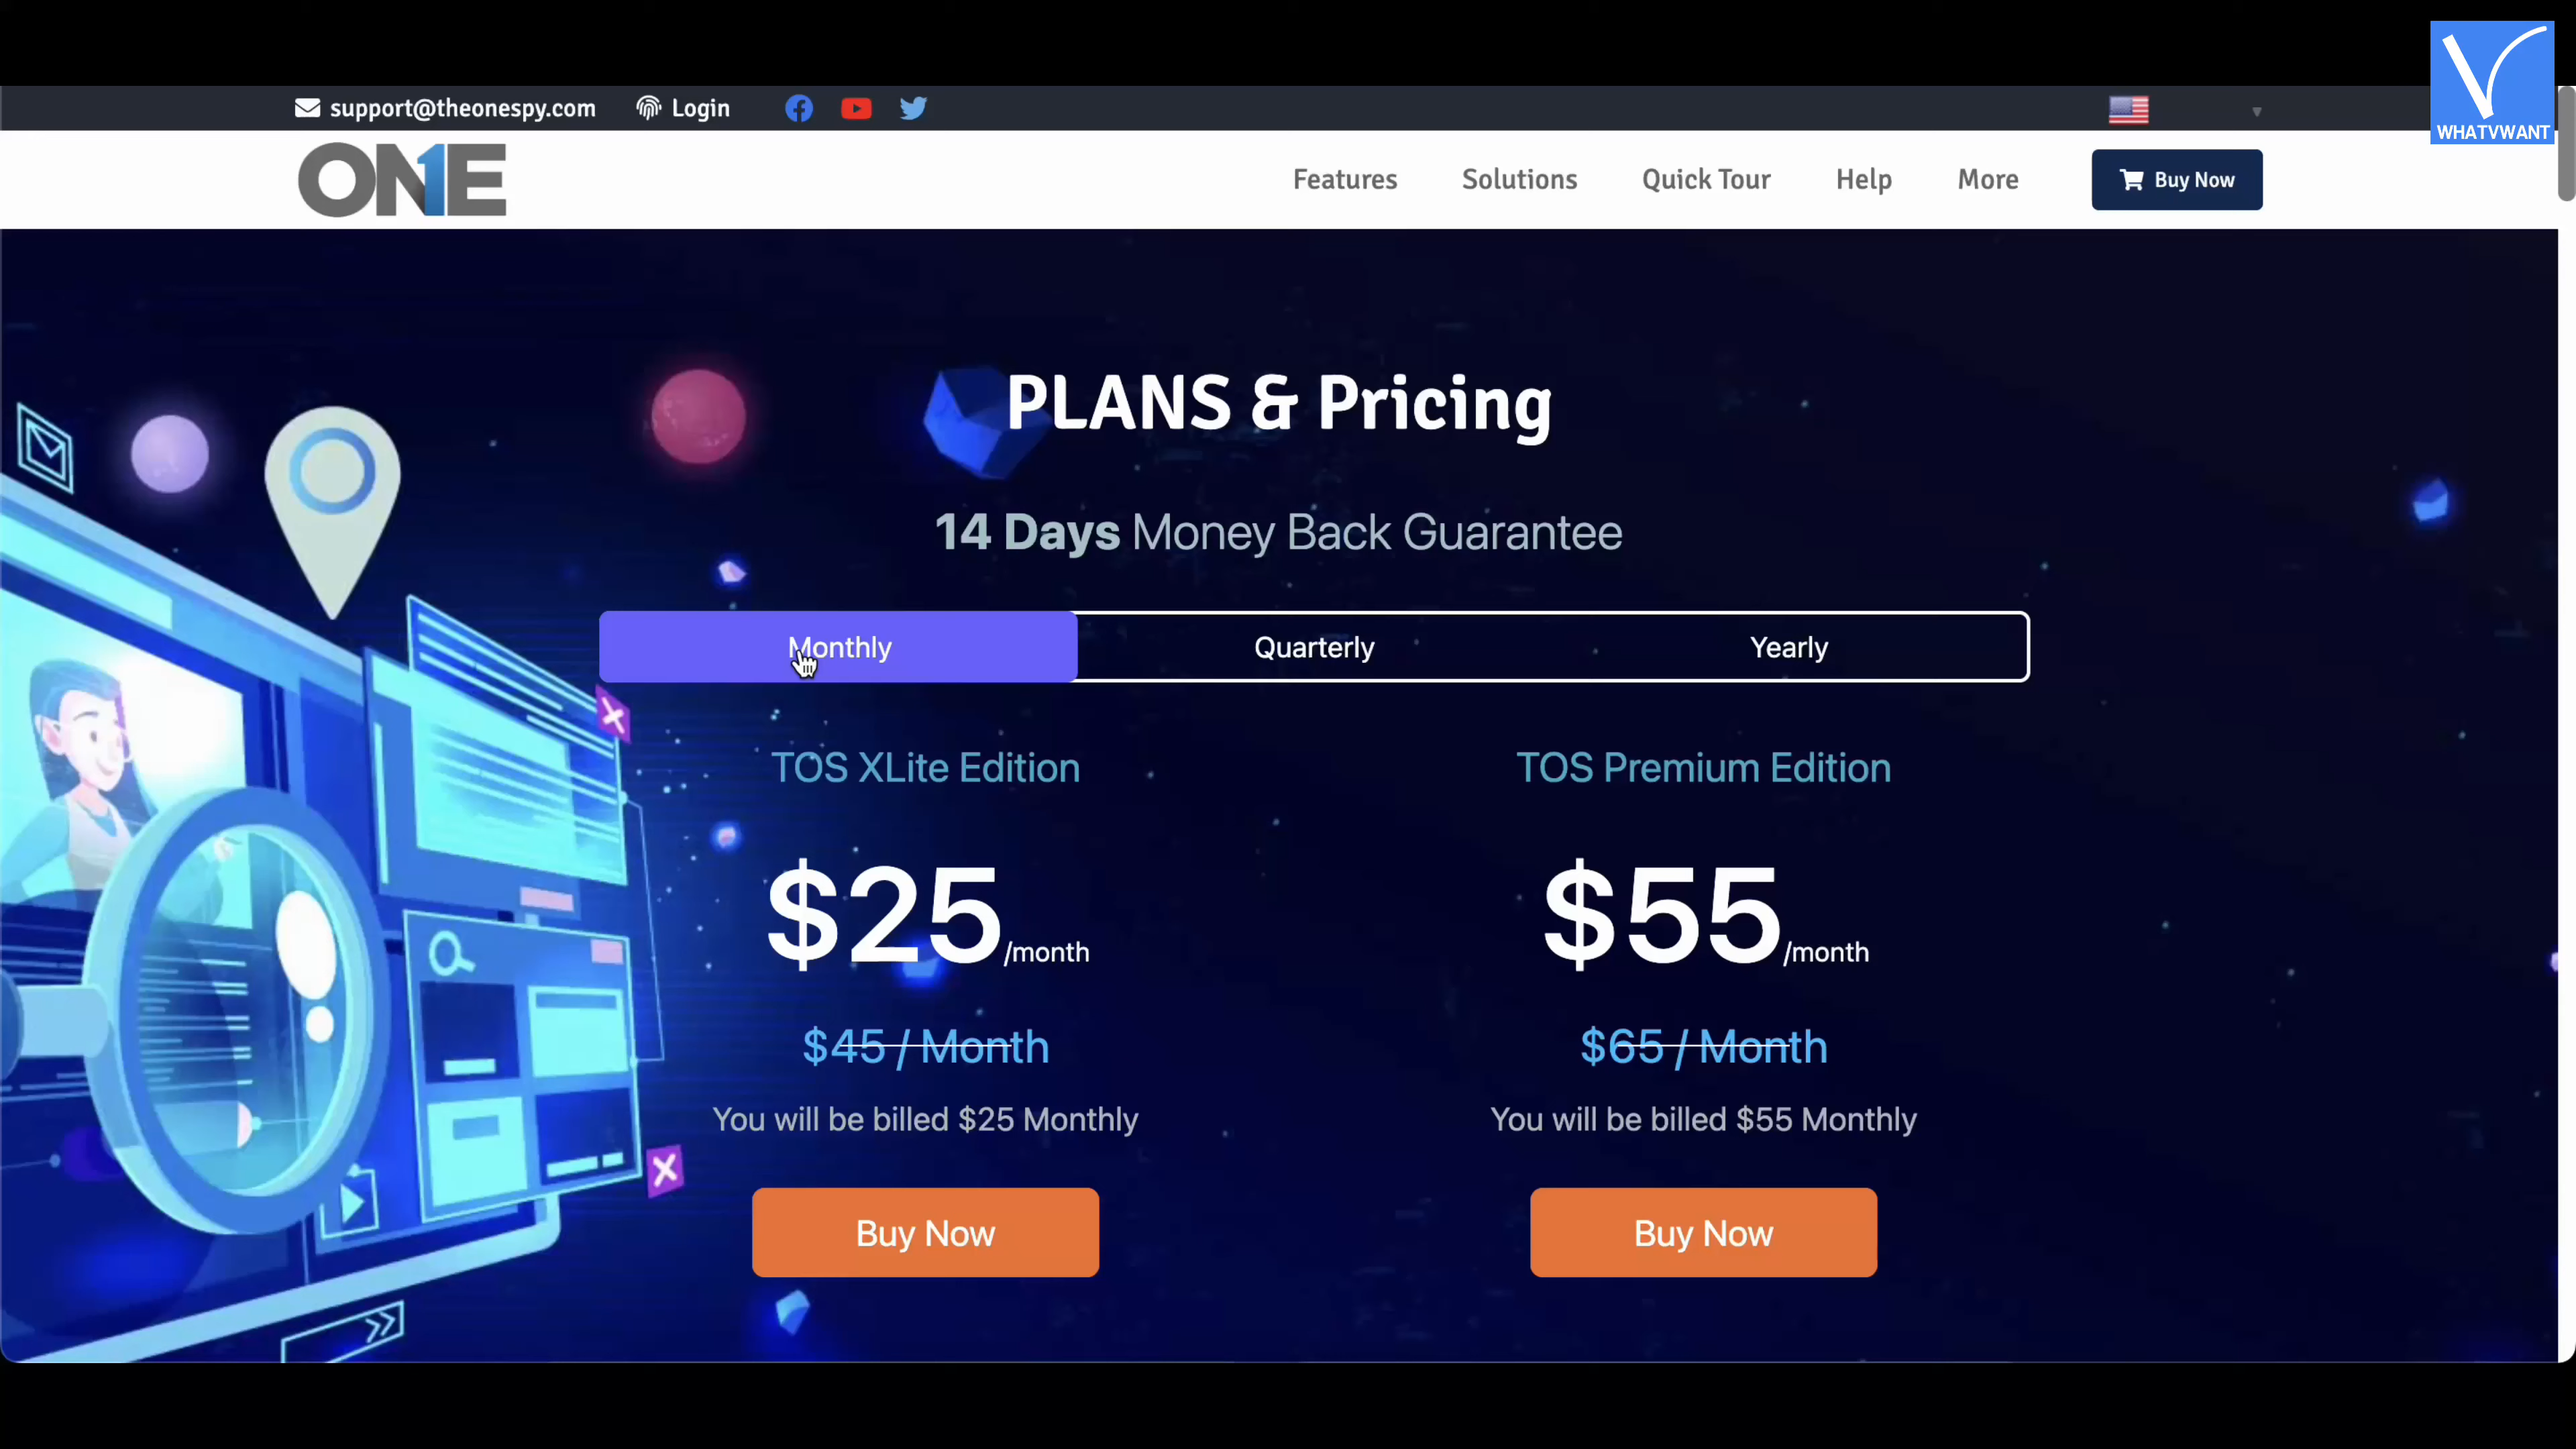 WHATVWANT
support@theonespy.com Login
ON1E
Features Solutions Quick Tour Help More Buy Now
PLANS & Pricing
14 Days Money Back Guarantee
Monthly Quarterly Yearly
TOS XLite Edition TOS Premium Edition
$25/month $55/month
$45 / Month $65 / Month
You will be billed $25 Monthly You will be billed $55 Monthly
Buy Now Buy Now